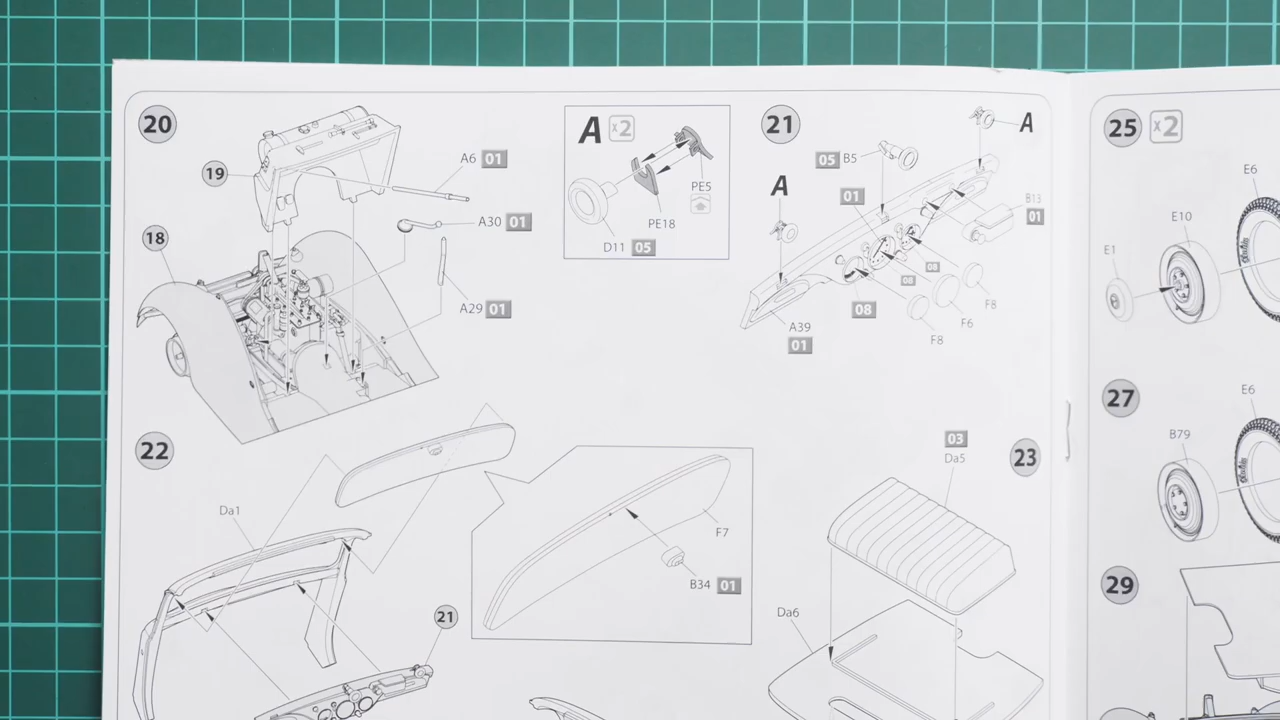 20
19
A6 01
A30 01
18
A29 01
A x2
PE5
PE18
D11 05
21
A
05 B5
A
01
B13
01
08
08
08
F8
F6
F8
A39
01
22
Da1
F7
B34 01
21
03
Da5
23
Da6
25 x2
E6
E10
E1
27
E6
B79
29